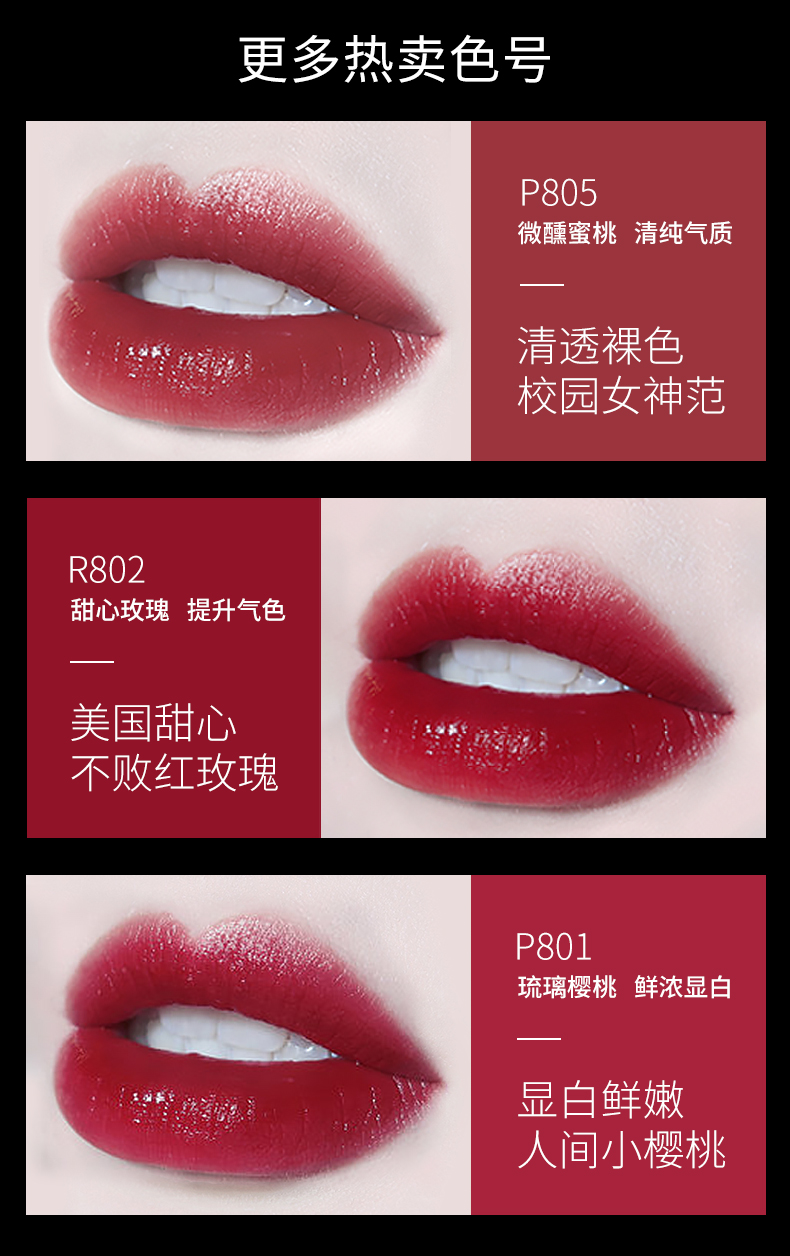 更多热卖色号
P805
微醺蜜桃 清纯气质
清透裸色
校园女神范
R802
甜心玫瑰 提升气色
美国甜心
不败红玫瑰
P801
琉璃樱桃 鲜浓显白
显白鲜嫩
人间小樱桃